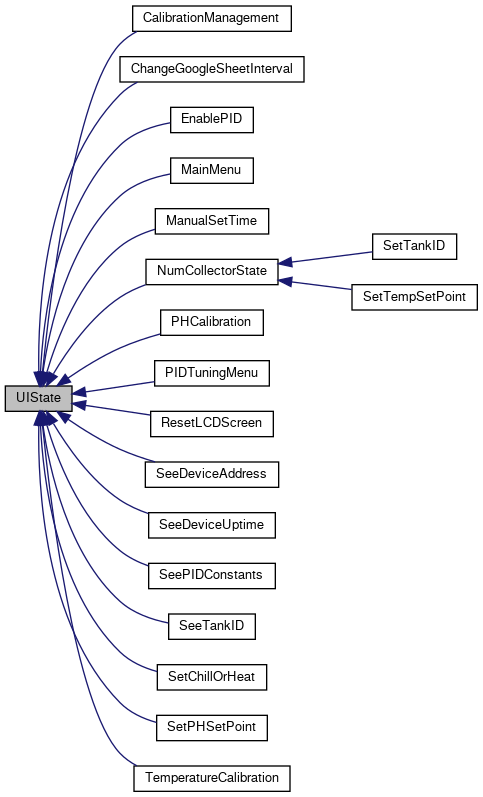 CalibrationManagement
ChangeGoogleSheetInterval
EnablePID
MainMenu
ManualSetTime
SetTankID
NumCollectorState
SetTempSetPoint
PHCalibration
PIDTuningMenu
UIState
ResetLCDScreen
SeeDeviceAddress
SeeDeviceUptime
SeePIDConstants
SeeTankID
SetChillOrHeat
SetPHSetPoint
TemperatureCalibration